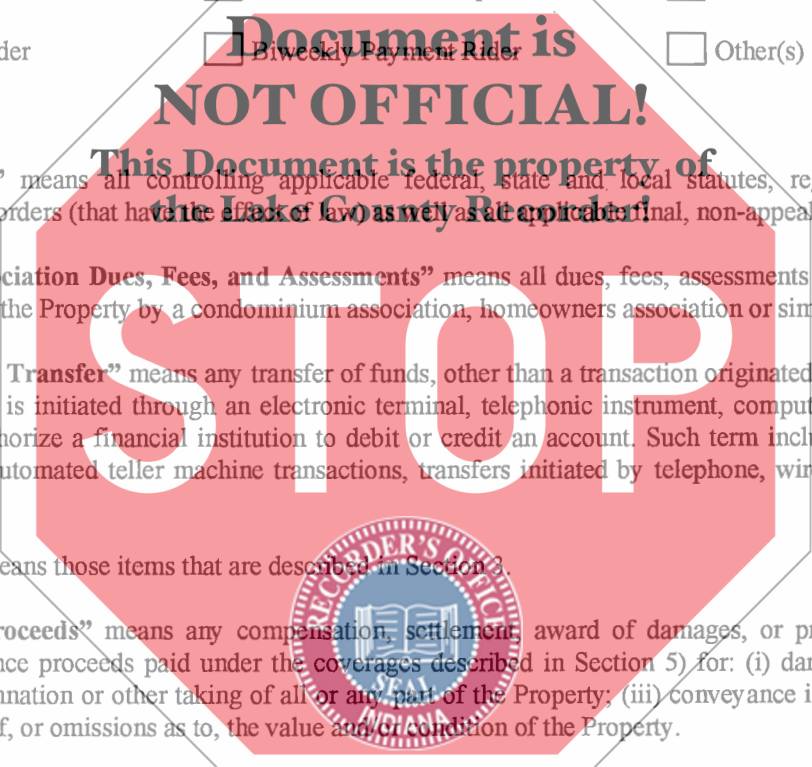 Document is
der Biweekly Payment Rider Other(s)
NOT OFFICIAL!
This Document is the property of
” means all controlling applicable federal, state and local statutes, re
the Lake County Recorder!
orders (that have the effect of law) as well as all applicable final, non-appeal
ciation Dues, Fees, and Assessments” means all dues, fees, assessments
the Property by a condominium association, homeowners association or sim
STOP
Transfer” means any transfer of funds, other than a transaction originated
is initiated through an electronic terminal, telephonic instrument, comput
horize a financial institution to debit or credit an account. Such term incl
utomated teller machine transactions, transfers initiated by telephone, wir
eans those items that are described in Section 3.
RECORDER'S OFFICE
SEAL
INDIANA
roceeds” means any compensation, settlement, award of damages, or p
nce proceeds paid under the coverages described in Section 5) for: (i) dam
nnation or other taking of all or any part of the Property; (iii) conveyance i
f, or omissions as to, the value and/or condition of the Property.